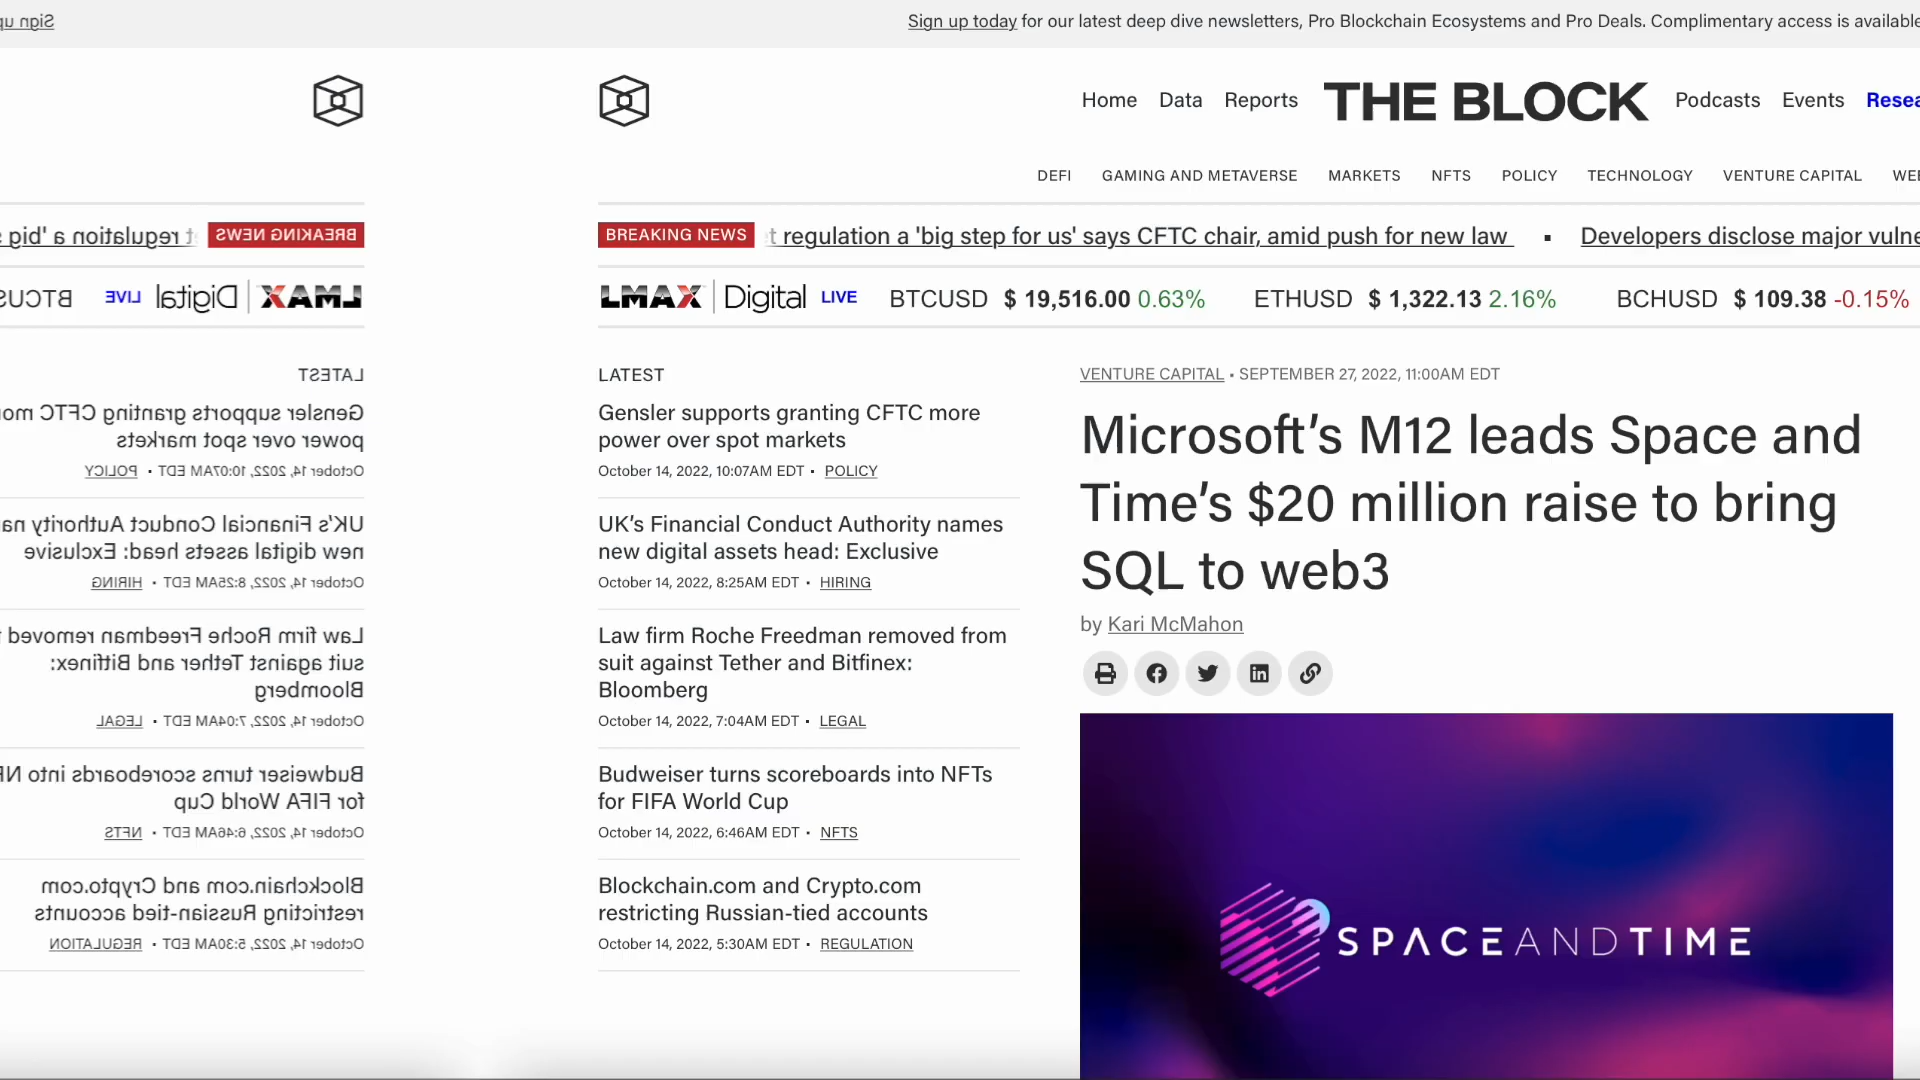 Sign up today for our latest deep dive newsletters, Pro Blockchain Ecosystems and Pro Deals. Complimentary access is available
Home Data Reports THE BLOCK Podcasts Events
DEFI GAMING AND METAVERSE MARKETS NFTS POLICY TECHNOLOGY VENTURE CAPITAL
BREAKING NEWS regulation a 'big step for us' says CFTC chair, amid push for new law ▪ Developers disclose major
LMAX Digital LIVE BTCUSD $ 19,516.00 0.63% ETHUSD $ 1,322.13 2.16% BCHUSD $ 109.38 -0.15%
LATEST
Gensler supports granting CFTC more
power over spot markets
October 14, 2022, 10:07AM EDT • POLICY
UK’s Financial Conduct Authority names
new digital assets head: Exclusive
October 14, 2022, 8:25AM EDT • HIRING
Law firm Roche Freedman removed from
suit against Tether and Bitfinex:
Bloomberg
October 14, 2022, 7:04AM EDT • LEGAL
Budweiser turns scoreboards into NFTs
for FIFA World Cup
October 14, 2022, 6:46AM EDT • NFTS
Blockchain.com and Crypto.com
restricting Russian-tied accounts
October 14, 2022, 5:30AM EDT • REGULATION
VENTURE CAPITAL • SEPTEMBER 27, 2022, 11:00AM EDT
Microsoft’s M12 leads Space and
Time’s $20 million raise to bring
SQL to web3
by Kari McMahon
SPACEANDTIME